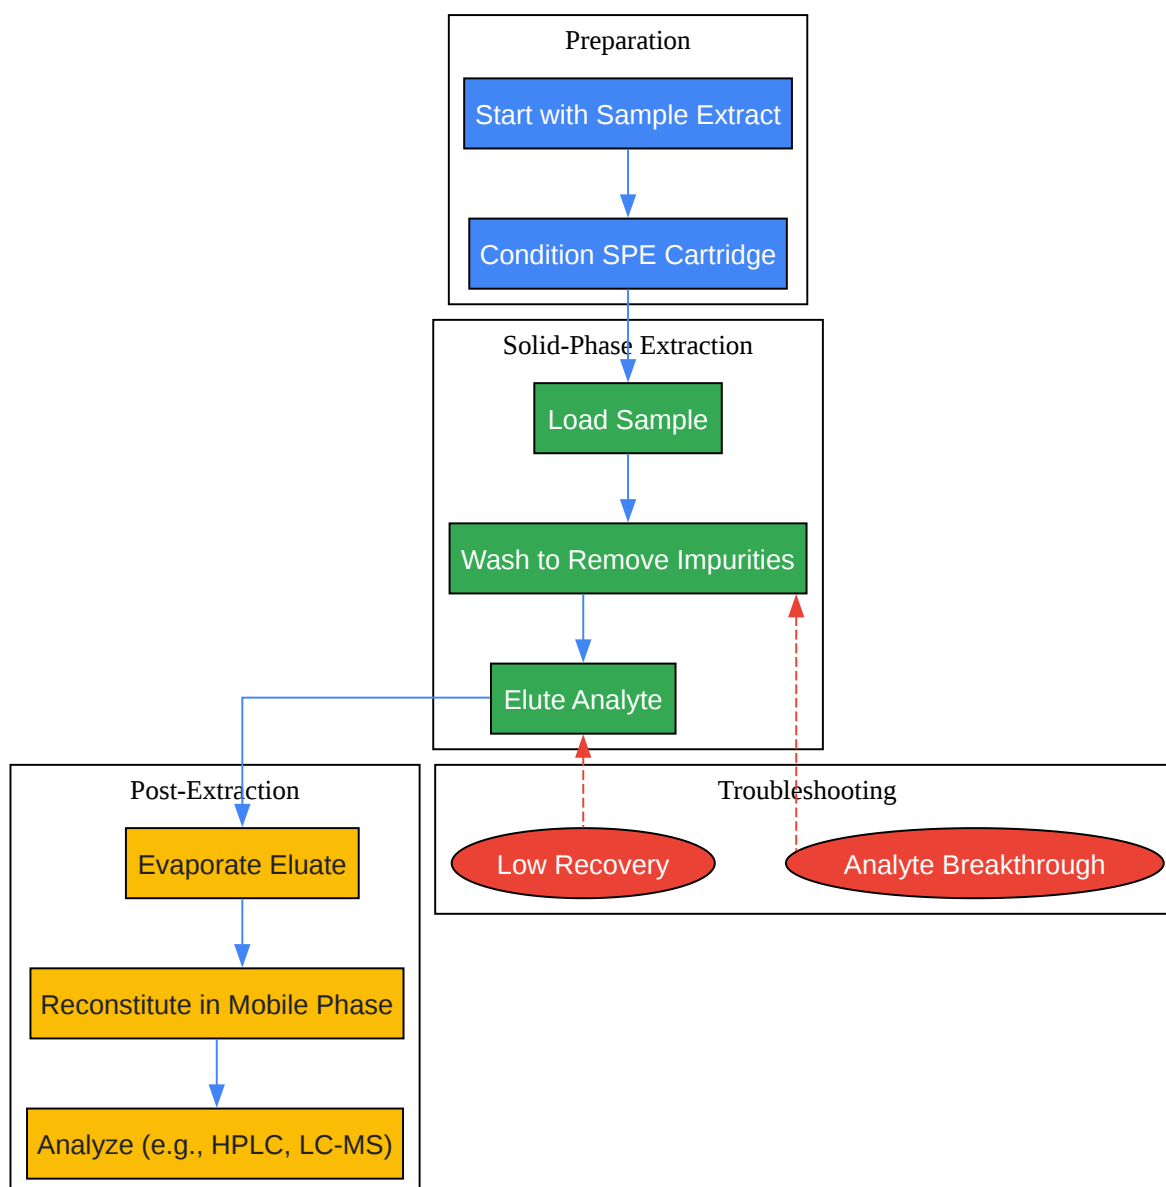 Preparation
Start with Sample Extract
Condition SPE Cartridge
Solid-Phase Extraction
Load Sample
Wash to Remove Impurities
Elute Analyte
Post-Extraction
Evaporate Eluate
Reconstitute in Mobile Phase
Analyze (e.g., HPLC, LC-MS)
Troubleshooting
Low Recovery
Analyte Breakthrough